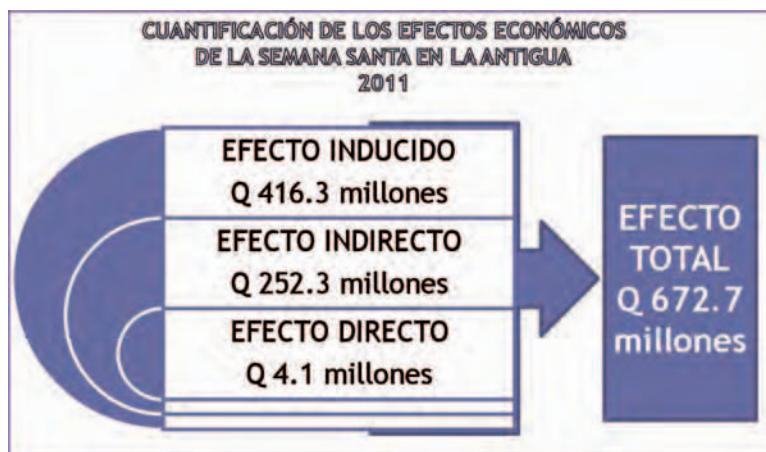 CUANTIFICACIÓN DE LOS EFECTOS ECONÓMICOS
DE LA SEMANA SANTA EN LA ANTIGUA
2011
EFECTO INDUCIDO
Q 416.3 millones
EFECTO INDIRECTO
Q 252.3 millones
EFECTO DIRECTO
Q 4.1 millones
EFECTO
TOTAL
Q 672.7
millones